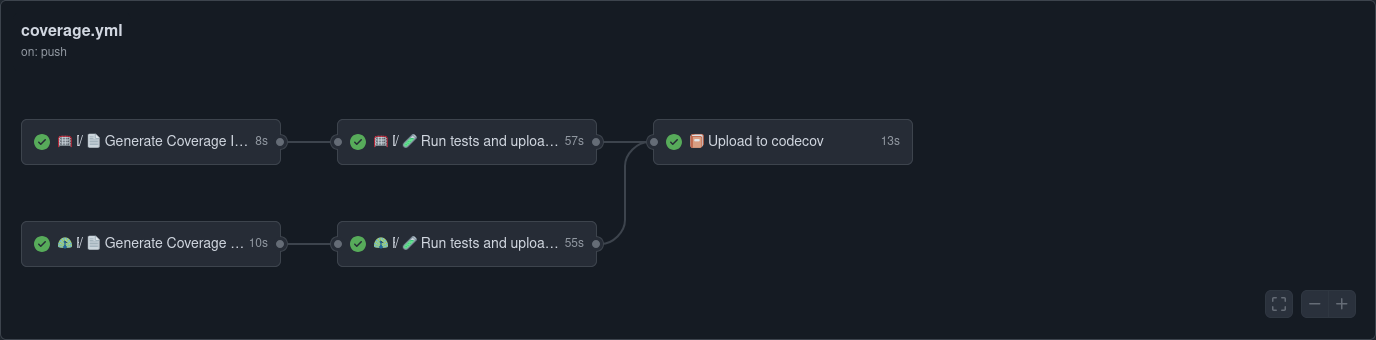 coverage.yml
on: push
🥅 I/ 📄 Generate Coverage I... 8s
🥅 I/ 🧪 Run tests and uploa... 57s
📔 Upload to codecov 13s
I/ 📄 Generate Coverage ... 10s
I/ 🧪 Run tests and uploa... 55s